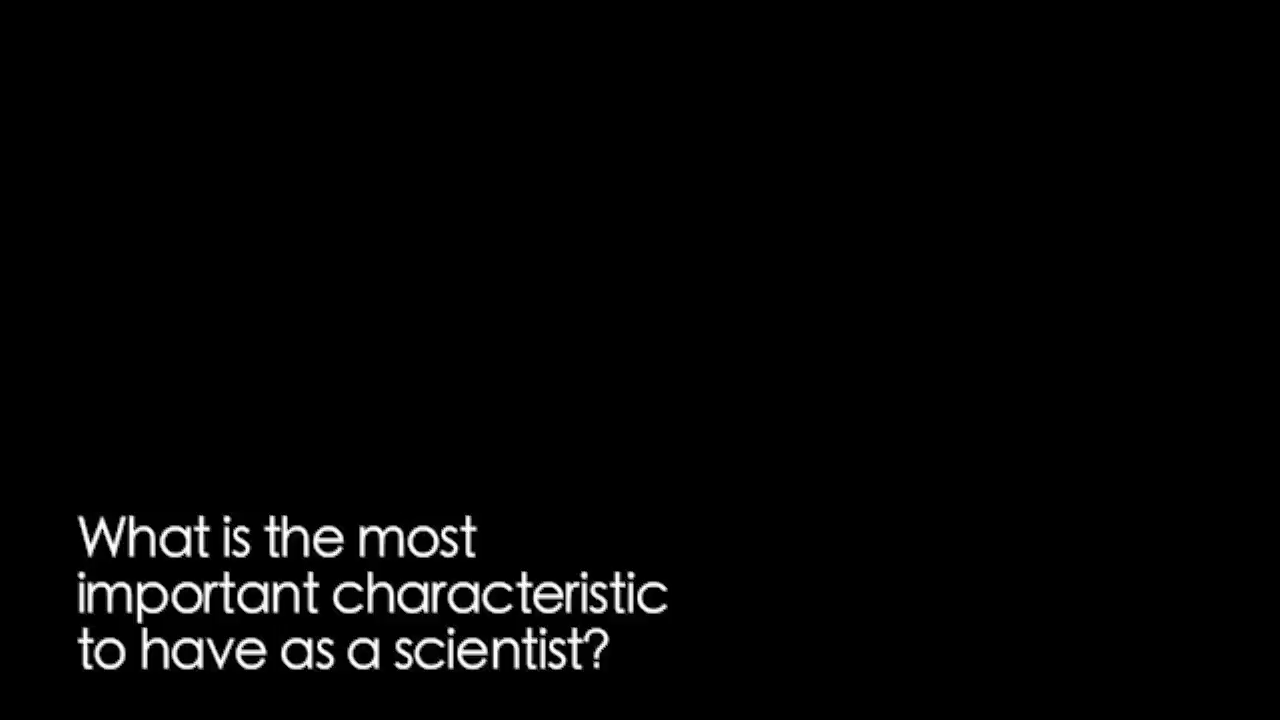 What is the most
important characteristic
to have as a scientist?